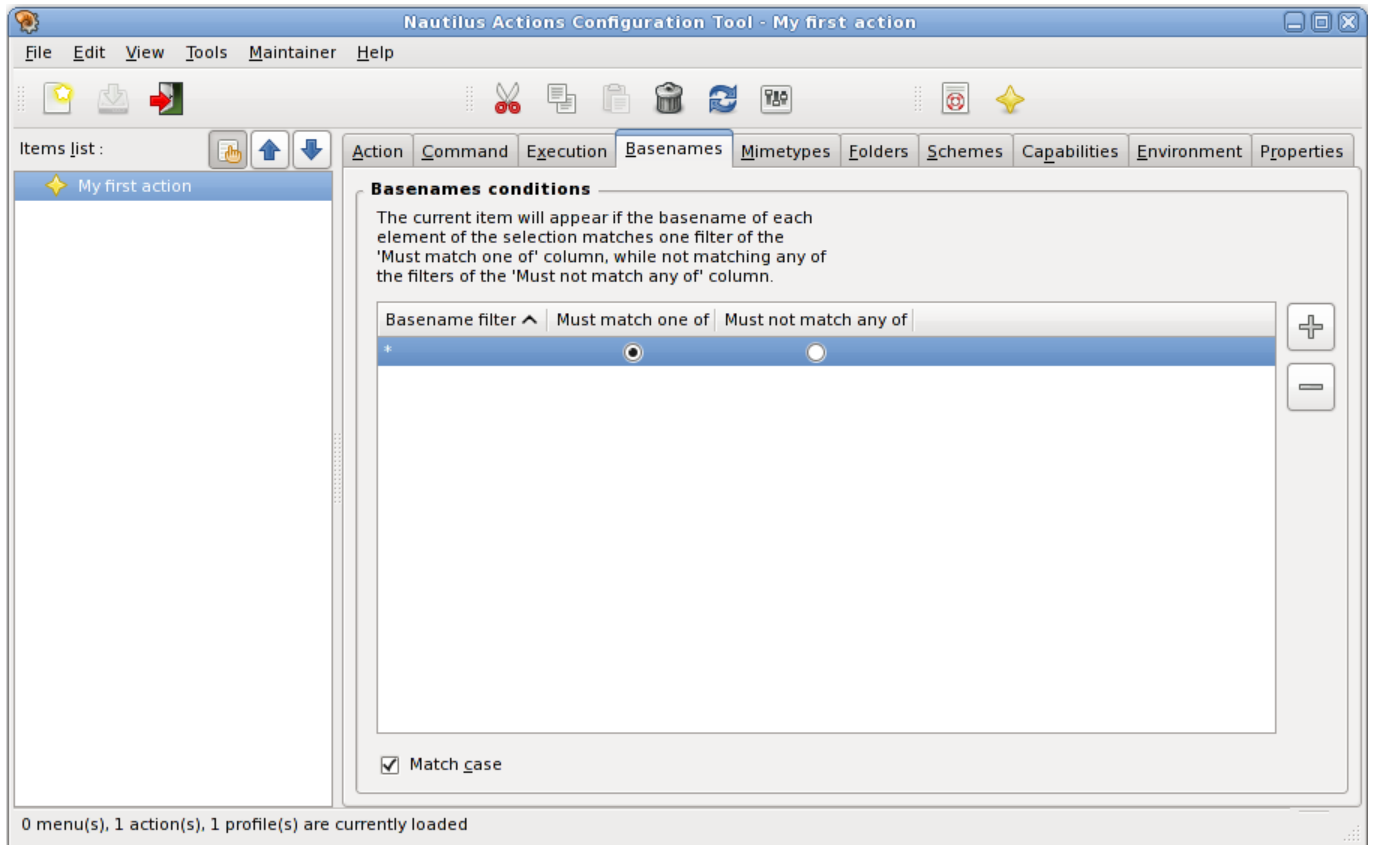 Nautilus Actions Configuration Tool - My first action
File Edit View Tools Maintainer Help
Items list :
Action Command Execution Basenames Mimetypes Folders Schemes Capabilities Environment Properties
My first action
Basenames conditions
The current item will appear if the basename of each
element of the selection matches one filter of the
'Must match one of' column, while not matching any of
the filters of the 'Must not match any of' column.
Basename filter Must match one of Must not match any of
*
Match case
0 menu(s), 1 action(s), 1 profile(s) are currently loaded